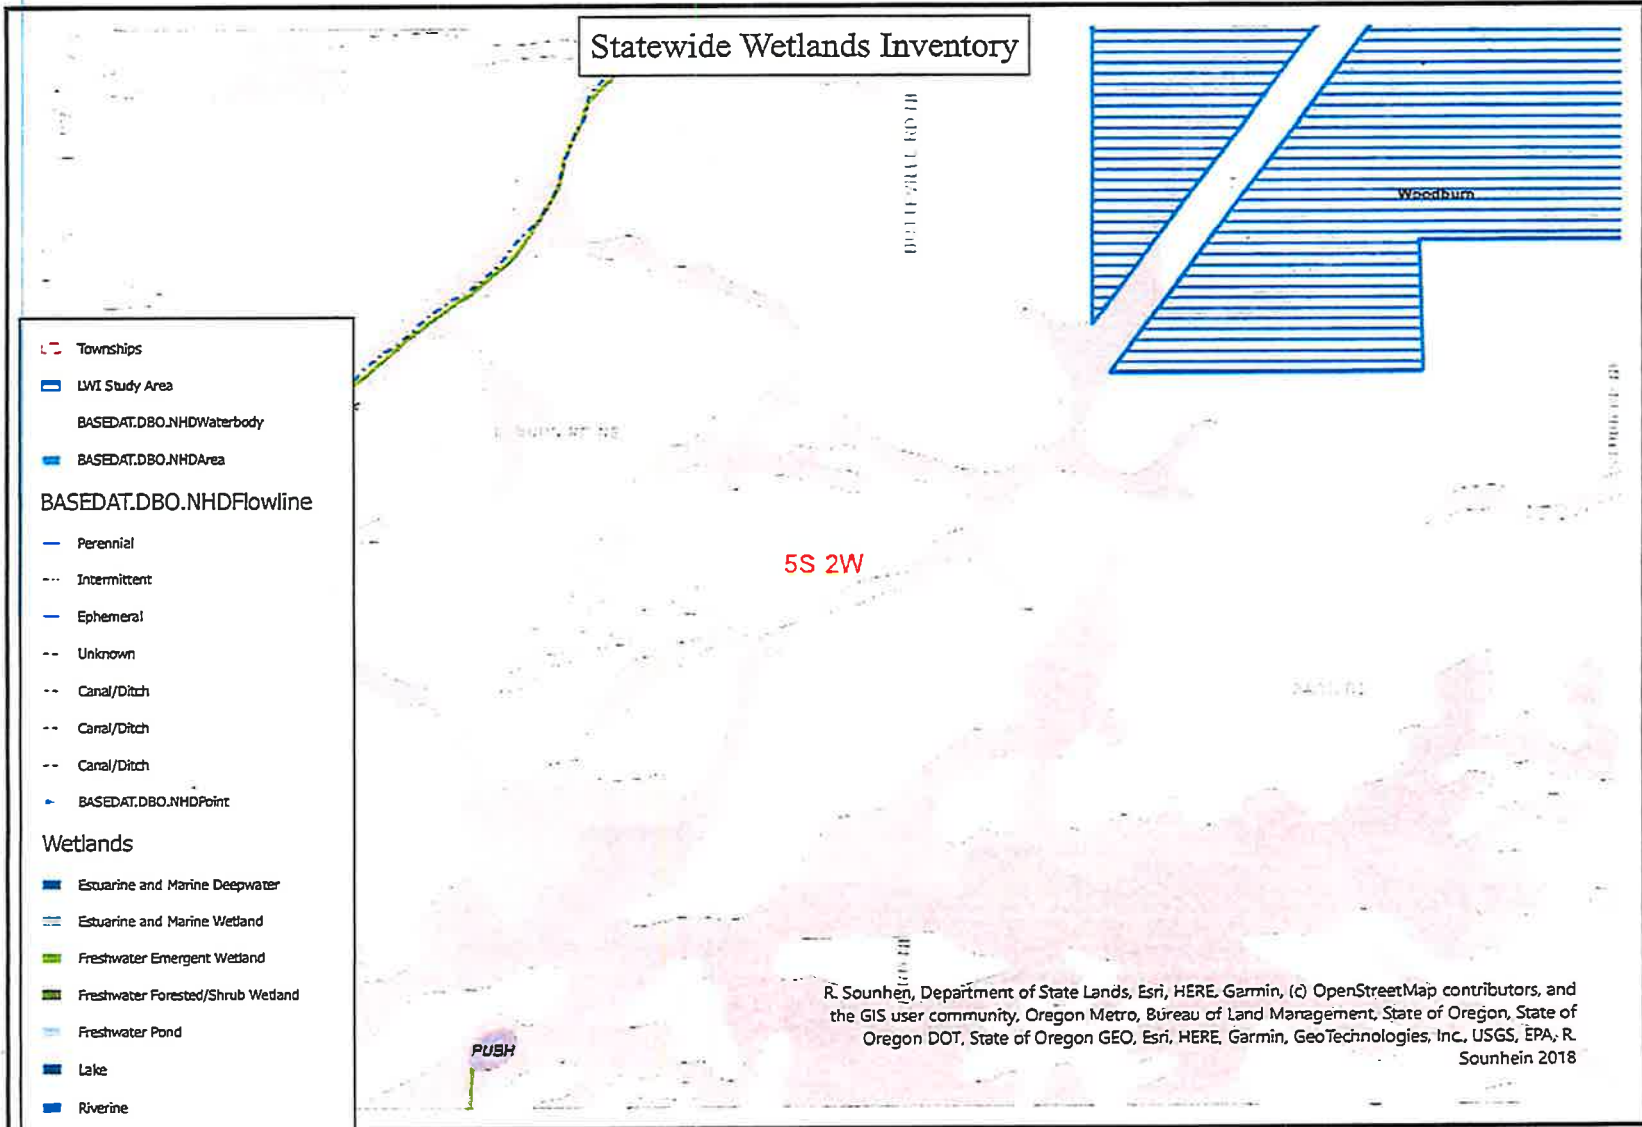 Statewide Wetlands Inventory
Woodburn
Townships
LWI Study Area
BASEDAT.DBO.NHDWaterbody
BASEDAT.DBO.NHDArea
BASEDAT.DBO.NHDFlowline
Perennial
Intermittent
Ephemeral
Unknown
Canal/Ditch
Canal/Ditch
Canal/Ditch
BASEDAT.DBO.NHDPoint
Wetlands
Estuarine and Marine Deepwater
Estuarine and Marine Wetland
Freshwater Emergent Wetland
Freshwater Forested/Shrub Wetland
Freshwater Pond
Lake
Riverine
5S 2W
PUBH
R. Sounhein, Department of State Lands, Esri, HERE, Garmin, (c) OpenStreetMap contributors, and
the GIS user community, Oregon Metro, Bureau of Land Management, State of Oregon, State of
Oregon DOT, State of Oregon GEO, Esri, HERE, Garmin, GeoTechnologies, Inc., USGS, EPA, R.
Sounhein 2018